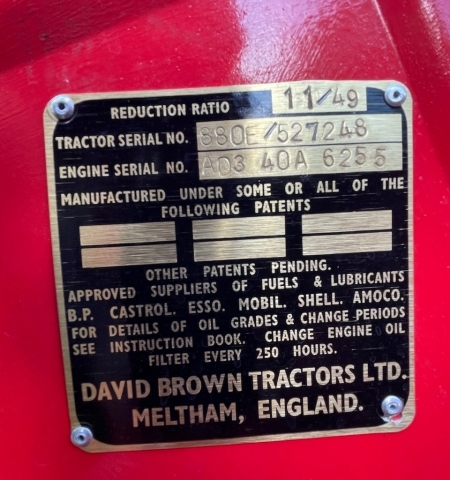 REDUCTION RATIO 11/49
TRACTOR SERIAL NO. 880E/527248
ENGINE SERIAL NO. AD3 40A 6255
MANUFACTURED UNDER SOME OR ALL OF THE
FOLLOWING PATENTS
OTHER PATENTS PENDING.
APPROVED SUPPLIERS OF FUELS & LUBRICANTS
B.P. CASTROL. ESSO. MOBIL. SHELL. AMOCO.
FOR DETAILS OF OIL GRADES & CHANGE PERIODS
SEE INSTRUCTION BOOK. CHANGE ENGINE OIL
FILTER EVERY 250 HOURS.
DAVID BROWN TRACTORS LTD.
MELTHAM, ENGLAND.